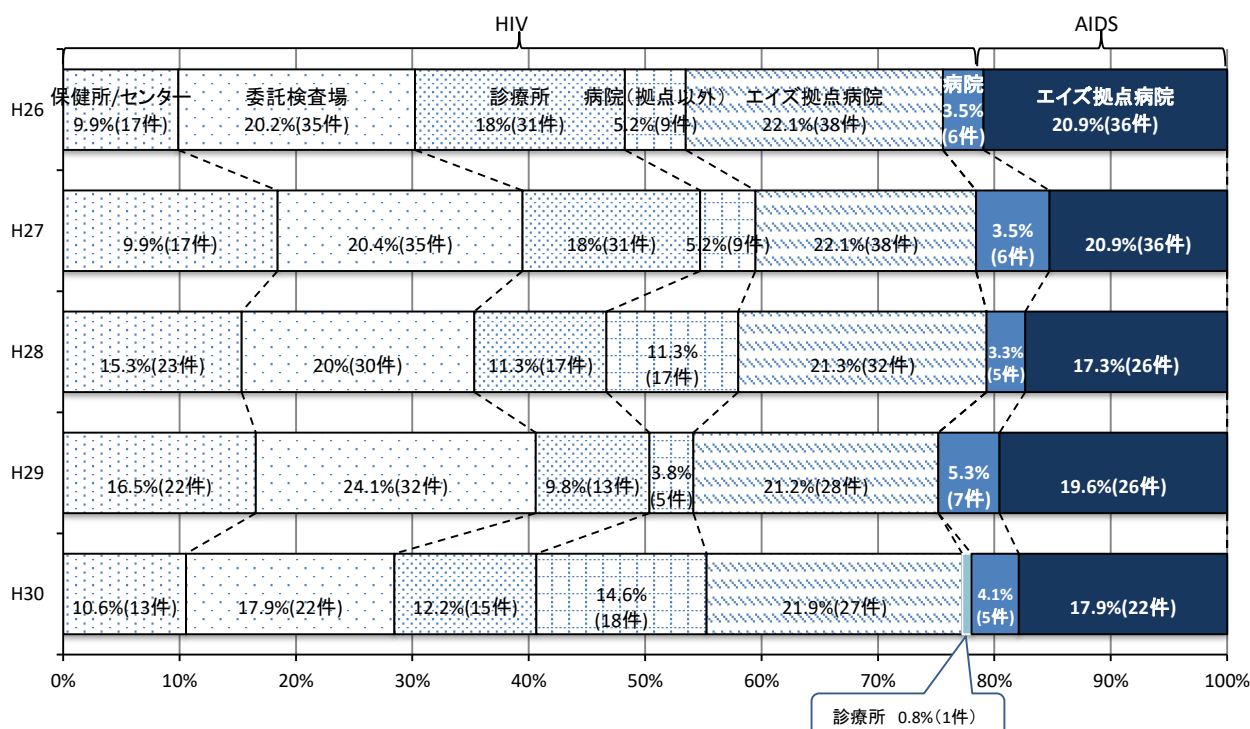 HIV
AIDS
H26
保健所/センター
9.9%(17件)
委託検査場
20.2%(35件)
診療所
18%(31件)
病院(拠点以外)
5.2%(9件)
エイズ拠点病院
22.1%(38件)
病院
3.5%
(6件)
エイズ拠点病院
20.9%(36件)
H27
9.9%(17件)
20.4%(35件)
18%(31件)
5.2%(9件)
22.1%(38件)
3.5%
(6件)
20.9%(36件)
H28
15.3%(23件)
20%(30件)
11.3%(17件)
11.3%
(17件)
21.3%(32件)
3.3%
(5件)
17.3%(26件)
H29
16.5%(22件)
24.1%(32件)
9.8%(13件)
3.8%
(5件)
21.2%(28件)
5.3%
(7件)
19.6%(26件)
H30
10.6%(13件)
17.9%(22件)
12.2%(15件)
14.6%
(18件)
21.9%(27件)
4.1%
(5件)
17.9%(22件)
0%
10%
20%
30%
40%
50%
60%
70%
80%
90%
100%
診療所 0.8%(1件)